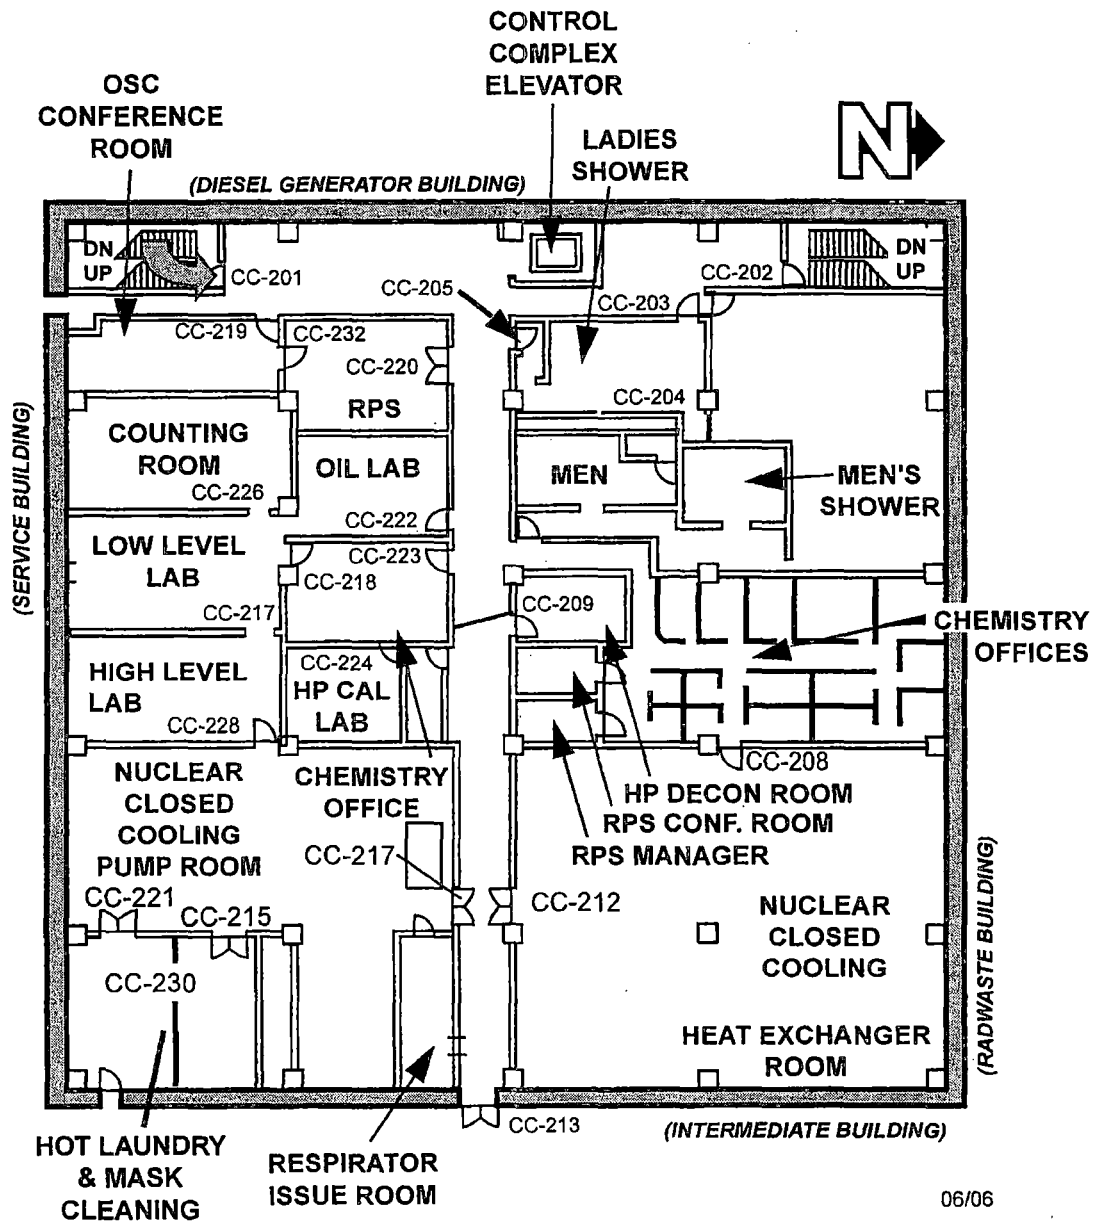 CONTROL
COMPLEX
ELEVATOR
OSC
CONFERENCE
ROOM
LADIES
SHOWER
N
(DIESEL GENERATOR BUILDING)
DN
UP
CC-201
CC-202
DN
UP
CC-205
CC-203
CC-219
CC-232
CC-220
RPS
CC-204
(SERVICE BUILDING)
COUNTING
ROOM
CC-226
OIL LAB
CC-222
MEN
MEN'S
SHOWER
LOW LEVEL
LAB
CC-217
CC-223
CC-218
CC-209
CHEMISTRY
OFFICES
HIGH LEVEL
LAB
CC-228
CC-224
HP CAL
LAB
CC-208
NUCLEAR
CLOSED
COOLING
PUMP ROOM
CHEMISTRY
OFFICE
HP DECON ROOM
RPS CONF. ROOM
RPS MANAGER
CC-217
CC-221
CC-215
CC-212
NUCLEAR
CLOSED
COOLING
HEAT EXCHANGER
ROOM
(RADWASTE BUILDING)
CC-230
CC-213
(INTERMEDIATE BUILDING)
HOT LAUNDRY
& MASK
CLEANING
RESPIRATOR
ISSUE ROOM
06/06